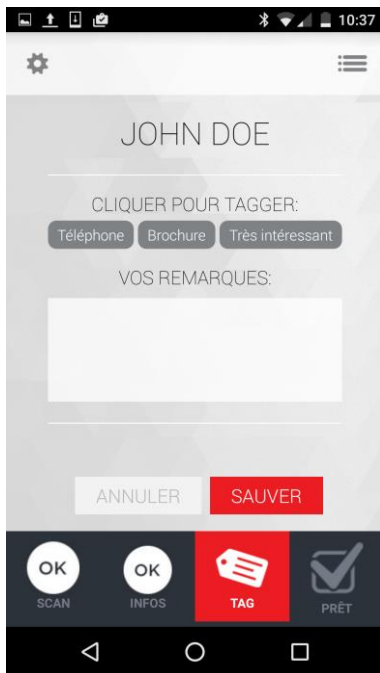 10:37
JOHN DOE
CLIQUER POUR TAGGER:
Téléphone Brochure Très intéressant
VOS REMARQUES:
ANNULER SAUVER
OK OK
SCAN INFOS TAG PRÊT